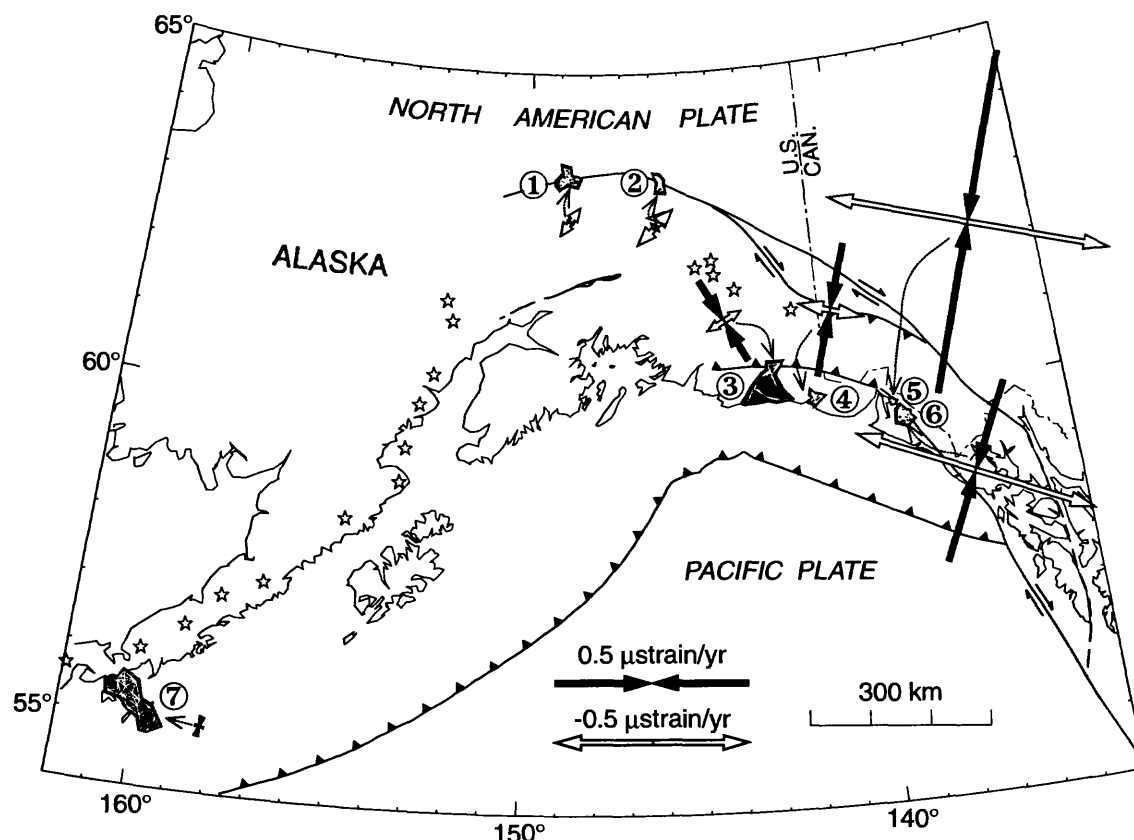 65°
NORTH AMERICAN PLATE
U.S.
CAN.
① ②
ALASKA
60°
③ ④ ⑤
⑥
PACIFIC PLATE
0.5 µstrain/yr
300 km
-0.5 µstrain/yr
⑦
55°
160°
150°
140°